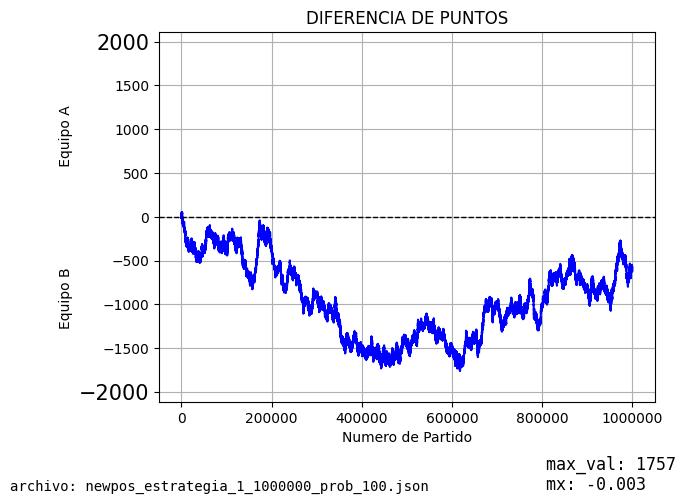 DIFERENCIA DE PUNTOS
2000
1500
1000
500
0
−500
−1000
−1500
−2000
Equipo A
Equipo B
0 200000 400000 600000 800000 1000000
Numero de Partido
max_val: 1757
archivo: newpos_estrategia_1_1000000_prob_100.json
mx: -0.003